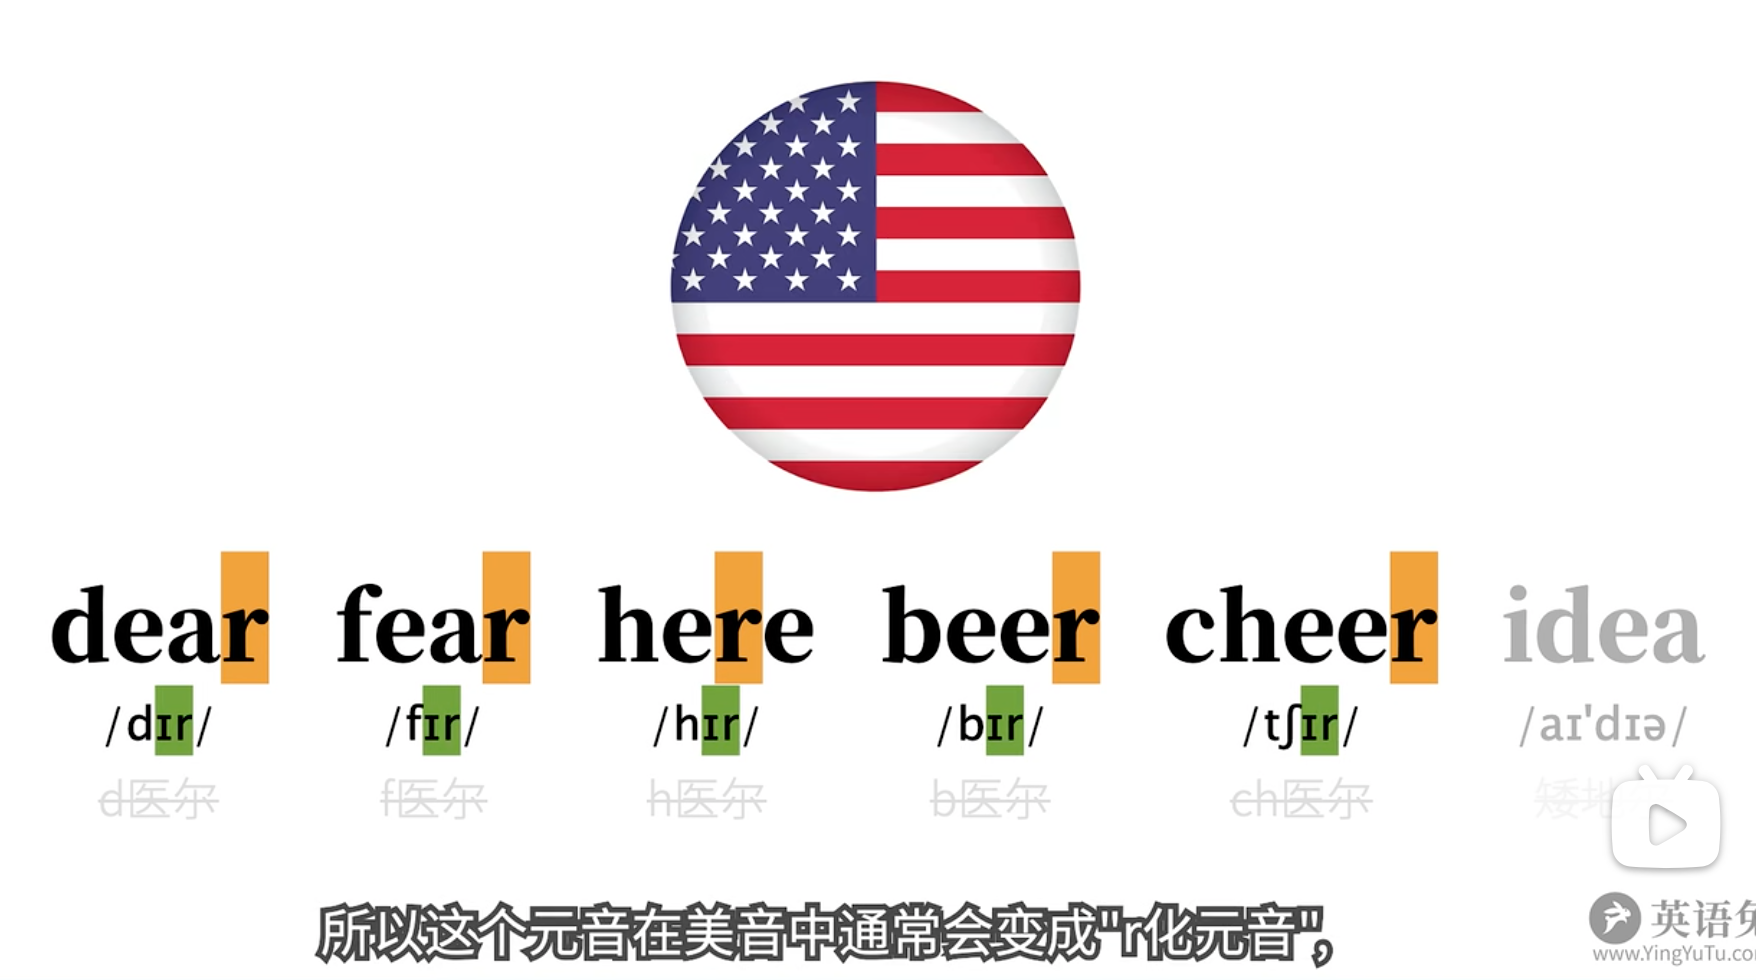 dear fear here beer cheer idea
/dɪr/ /fɪr/ /hɪr/ /bɪr/ /tʃɪr/ /aɪ'dɪə/
d医尔 f医尔 h医尔 b医尔 ch医尔 矮地
所以这个元音在美音中通常会变成"r化元音",
英语兔
www.YingYuTu.co